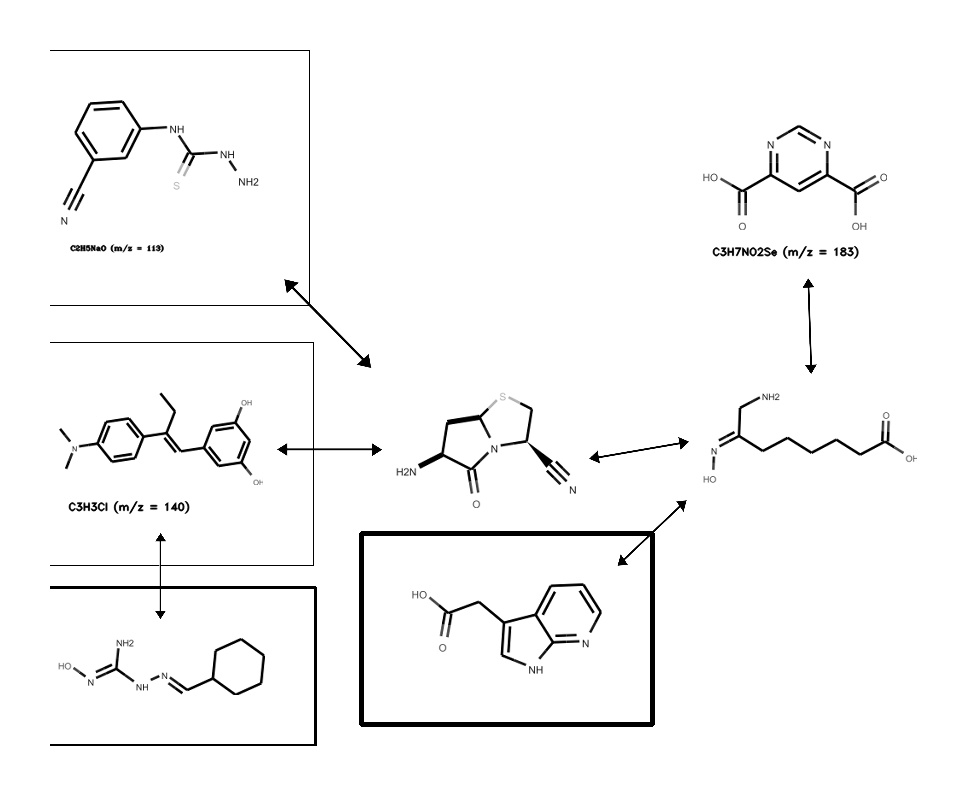 NH
NH
S
NH2
N
C2H5NaO (m/z = 113)
N
N
HO
O
O
OH
C3H7NO2Se (m/z = 183)
OH
N
OH
C3H3Cl (m/z = 140)
S
N
H2N
N
O
NH2
O
N
OH
HO
HO
O
N
NH
NH2
HO
N
N
NH